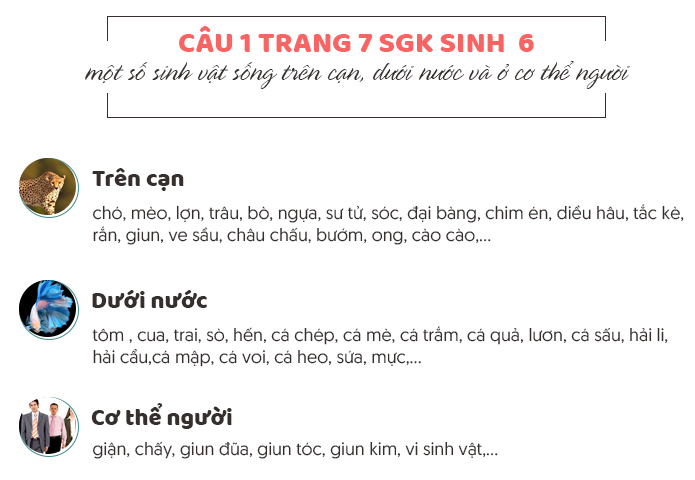 CÂU 1 TRANG 7 SGK SINH 6
một số sinh vật sống trên cạn, dưới nước và ỏ cơ thể người
Trên cạn
chó, mèo, lợn, trâu, bò, ngựa, sư tử, sóc, đại bàng, chim én, diều hâu, tắc kè,
rắn, giun, ve sầu, châu chấu, bướm, ong, cào cào,...
Dưới nước
tôm , cua, trai, sò, hến, cá chép, cá mè, cá trắm, cá quả, lươn, cá sấu, hải li,
hải cẩu,cá mập, cá voi, cá heo, sứa, mực,...
Cơ thể người
giận, chấy, giun đũa, giun tóc, giun kim, vi sinh vật,...